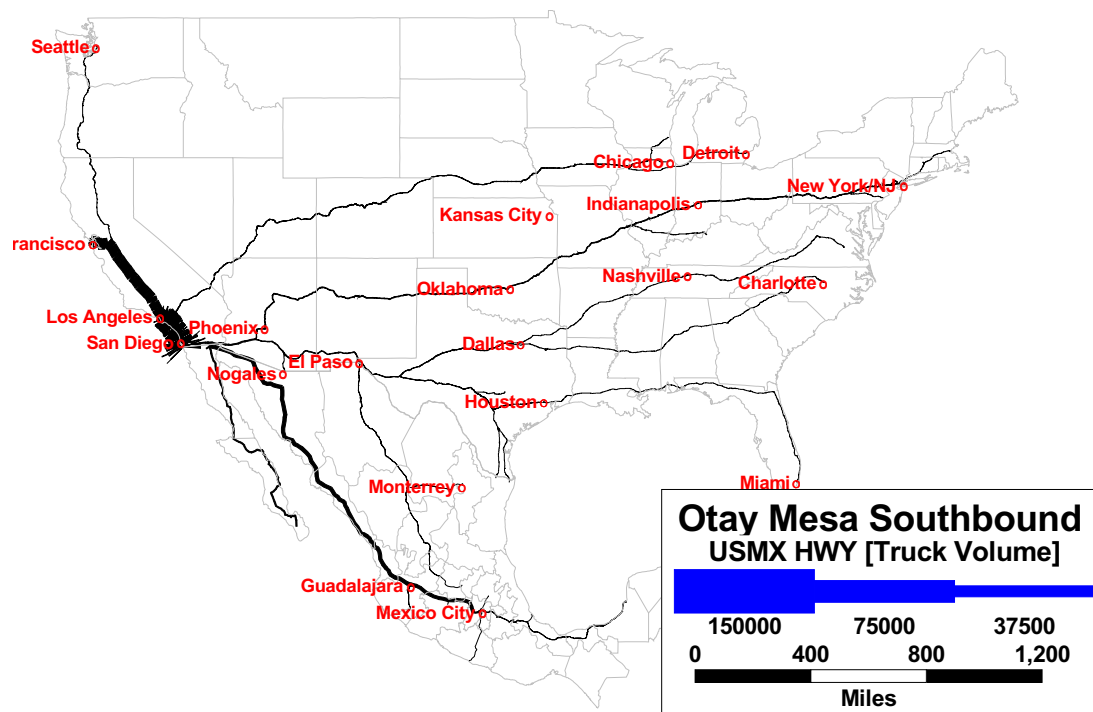 Seattle
Chicago
Detroit
New York/NJ
Kansas City
Indianapolis
rancisco
Oklahoma
Nashville
Charlotte
Los Angeles
Phoenix
San Diego
Dallas
El Paso
Nogales
Houston
Monterrey
Miami
Guadalajara
Mexico City
Otay Mesa Southbound
USMX HWY [Truck Volume]
150000 75000 37500
0 400 800 1,200
Miles